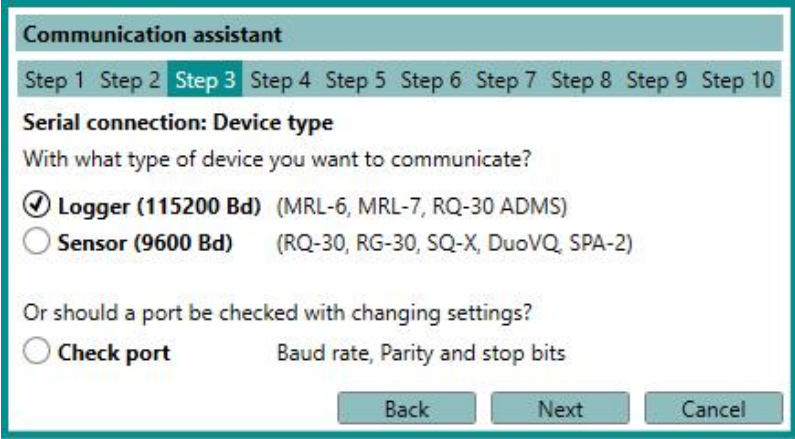 Communication assistant
Step 1 Step 2 Step 3 Step 4 Step 5 Step 6 Step 7 Step 8 Step 9 Step 10
Serial connection: Device type
With what type of device you want to communicate?
Logger (115200 Bd) (MRL-6, MRL-7, RQ-30 ADMS)
Sensor (9600 Bd) (RQ-30, RG-30, SQ-X, DuoVQ, SPA-2)
Or should a port be checked with changing settings?
Check port Baud rate, Parity and stop bits
Back Next Cancel